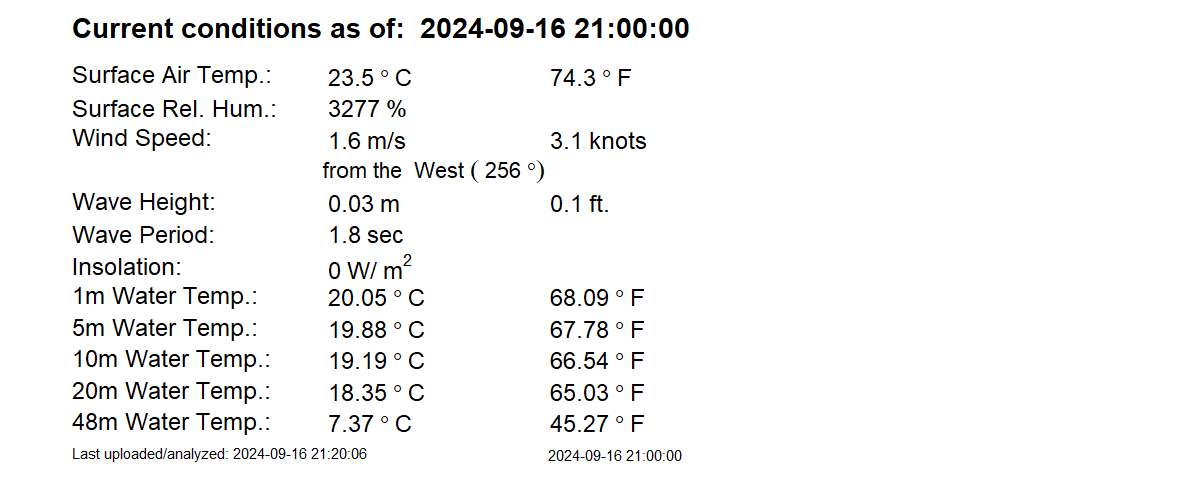 Current conditions as of: 2024-09-16 21:00:00
Surface Air Temp.: 23.5 ° C 74.3 ° F
Surface Rel. Hum.: 3277 %
Wind Speed: 1.6 m/s 3.1 knots
from the West ( 256 °)
Wave Height: 0.03 m 0.1 ft.
Wave Period: 1.8 sec
Insolation: 0 W/ m²
1m Water Temp.: 20.05 ° C 68.09 ° F
5m Water Temp.: 19.88 ° C 67.78 ° F
10m Water Temp.: 19.19 ° C 66.54 ° F
20m Water Temp.: 18.35 ° C 65.03 ° F
48m Water Temp.: 7.37 ° C 45.27 ° F
Last uploaded/analyzed: 2024-09-16 21:20:06 2024-09-16 21:00:00